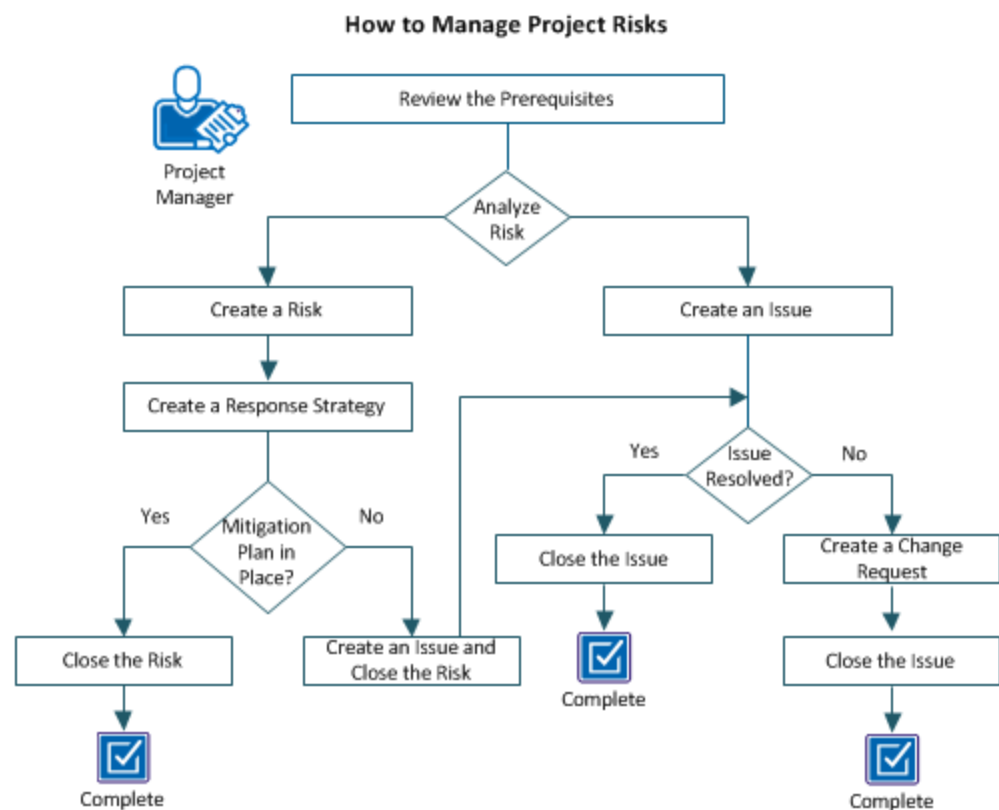 How to Manage Project Risks
Review the Prerequisites
Project
Manager
Analyze
Risk
Create a Risk
Create an Issue
Create a Response Strategy
Yes
Issue
Resolved?
No
Yes
Mitigation
Plan in
Place?
No
Close the Issue
Create a Change
Request
Close the Risk
Create an Issue and
Close the Risk
Complete
Close the Issue
Complete
Complete